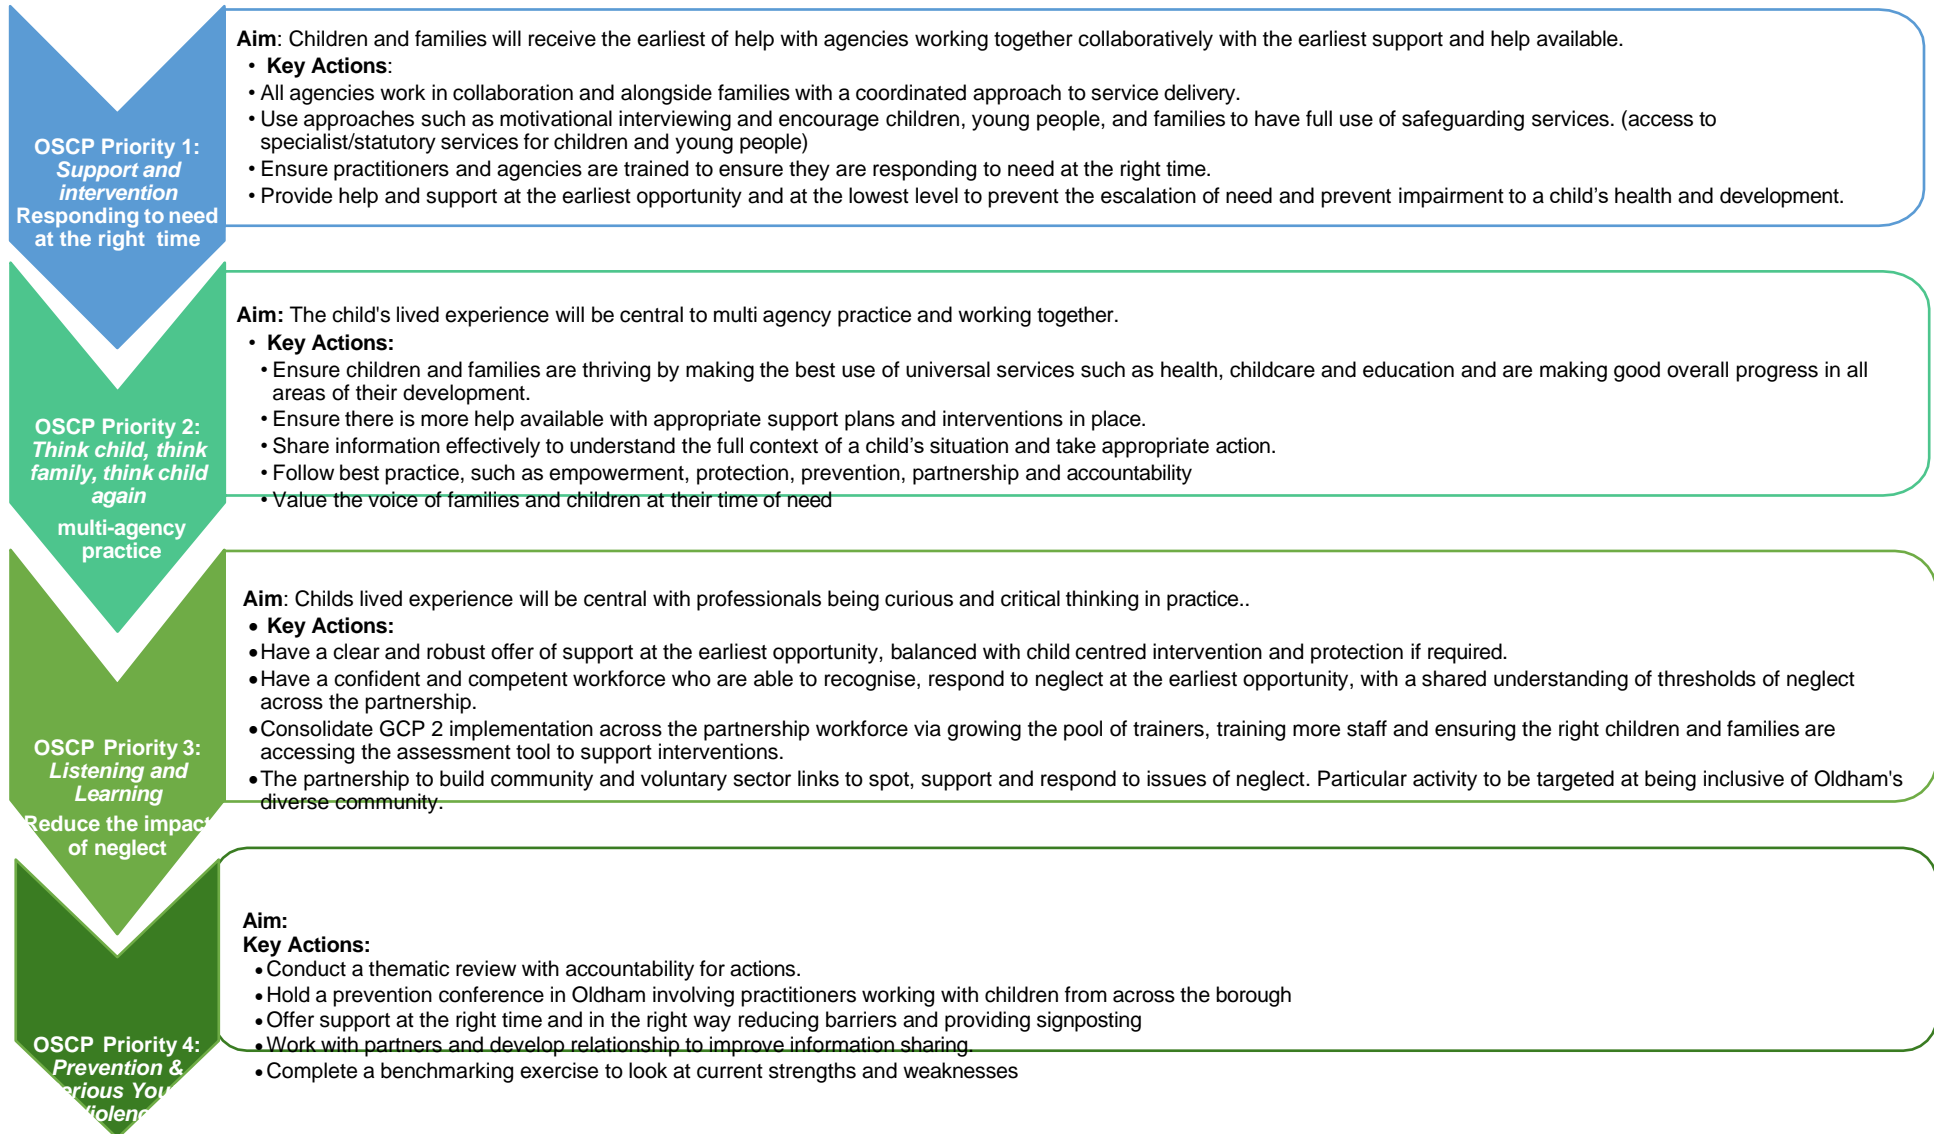 OSCP Priority 1:
Support and
intervention
Responding to need
at the right time
Aim: Children and families will receive the earliest of help with agencies working together collaboratively with the earliest support and help available.
• Key Actions:
• All agencies work in collaboration and alongside families with a coordinated approach to service delivery.
• Use approaches such as motivational interviewing and encourage children, young people, and families to have full use of safeguarding services. (access to
specialist/statutory services for children and young people)
• Ensure practitioners and agencies are trained to ensure they are responding to need at the right time.
• Provide help and support at the earliest opportunity and at the lowest level to prevent the escalation of need and prevent impairment to a child’s health and development.
OSCP Priority 2:
Think child, think
family, think child
again
multi-agency
practice
Aim: The child's lived experience will be central to multi agency practice and working together.
• Key Actions:
• Ensure children and families are thriving by making the best use of universal services such as health, childcare and education and are making good overall progress in all
areas of their development.
• Ensure there is more help available with appropriate support plans and interventions in place.
• Share information effectively to understand the full context of a child’s situation and take appropriate action.
• Follow best practice, such as empowerment, protection, prevention, partnership and accountability
• Value the voice of families and children at their time of need
OSCP Priority 3:
Listening and
Learning
Reduce the impact
of neglect
Aim: Childs lived experience will be central with professionals being curious and critical thinking in practice..
• Key Actions:
• Have a clear and robust offer of support at the earliest opportunity, balanced with child centred intervention and protection if required.
• Have a confident and competent workforce who are able to recognise, respond to neglect at the earliest opportunity, with a shared understanding of thresholds of neglect
across the partnership.
• Consolidate GCP 2 implementation across the partnership workforce via growing the pool of trainers, training more staff and ensuring the right children and families are
accessing the assessment tool to support interventions.
• The partnership to build community and voluntary sector links to spot, support and respond to issues of neglect. Particular activity to be targeted at being inclusive of Oldham's
diverse community.
OSCP Priority 4:
Prevention &
Aim:
Key Actions:
• Conduct a thematic review with accountability for actions.
• Hold a prevention conference in Oldham involving practitioners working with children from across the borough
• Offer support at the right time and in the right way reducing barriers and providing signposting
• Work with partners and develop relationship to improve information sharing.
• Complete a benchmarking exercise to look at current strengths and weaknesses